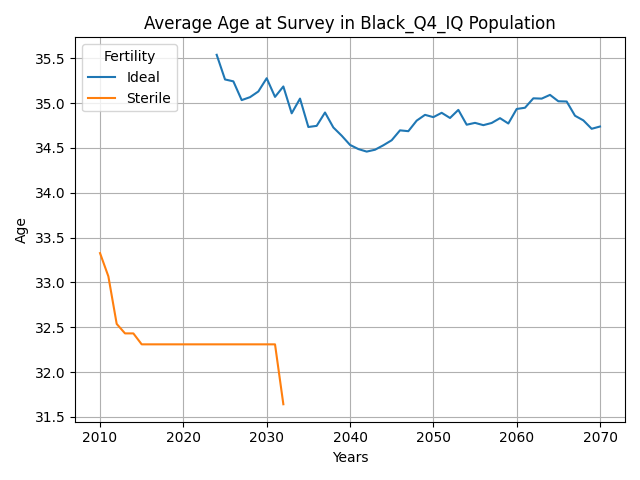 Average Age at Survey in Black_Q4_IQ Population
Fertility
Ideal
Sterile
35.5
35.0
34.5
34.0
33.5
33.0
32.5
32.0
31.5
Age
2010 2020 2030 2040 2050 2060 2070
Years